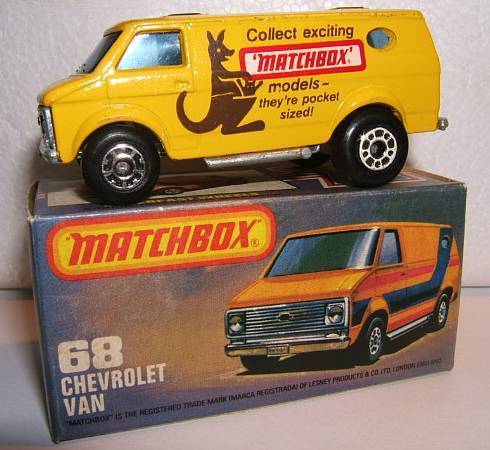 Collect exciting
'MATCHBOX'
models-
they're pocket
sized!
"MATCHBOX"®
68
CHEVROLET
VAN
"MATCHBOX" IS THE REGISTERED TRADE MARK (MARCA REGISTRADA) OF LESNEY PRODUCTS & CO. LTD. LONDON ENGLAND